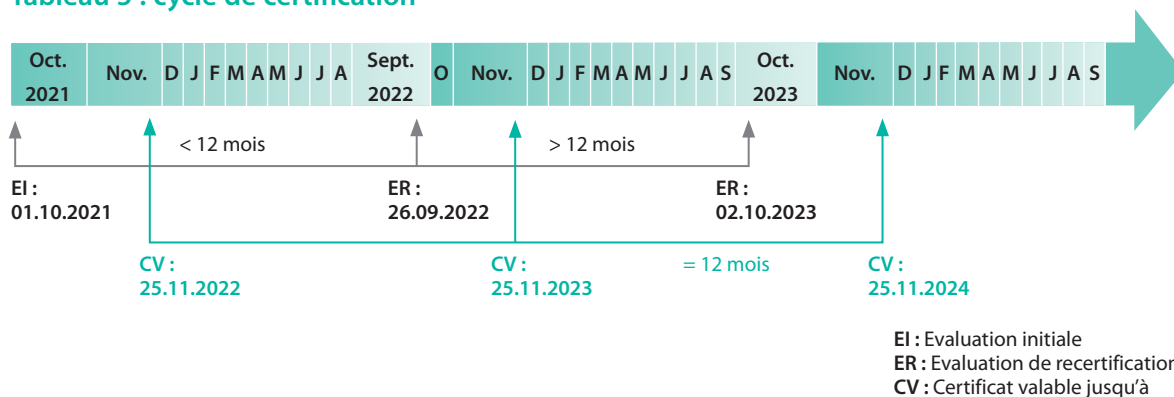 Tableau 5 : Cycle de certification
Oct. 2021 Nov. D J F M A M J J A Sept. 2022 O Nov. D J F M A M J J A S Oct. 2023 Nov. D J F M A M J J A S
< 12 mois > 12 mois
EI : 01.10.2021
ER : 26.09.2022
ER : 02.10.2023
CV : 25.11.2022
CV : 25.11.2023
= 12 mois
CV : 25.11.2024
EI : Evaluation initiale
ER : Evaluation de recertification
CV : Certificat valable jusqu'à